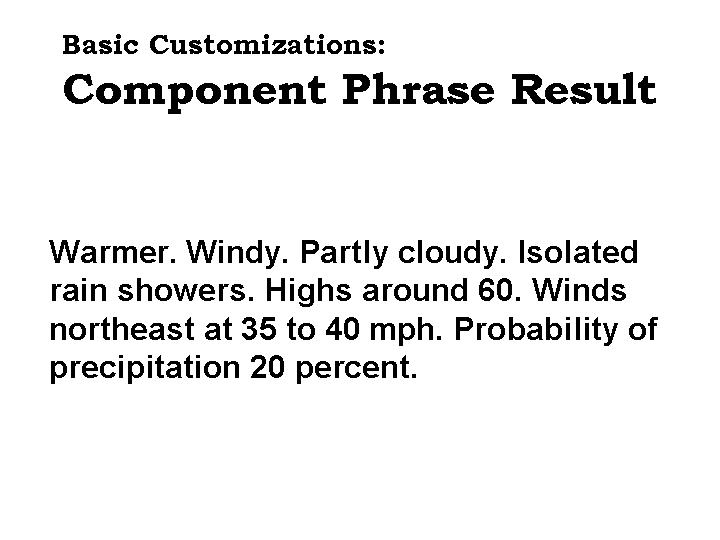 Basic Customizations:
Component Phrase Result
Warmer. Windy. Partly cloudy. Isolated
rain showers. Highs around 60. Winds
northeast at 35 to 40 mph. Probability of
precipitation 20 percent.